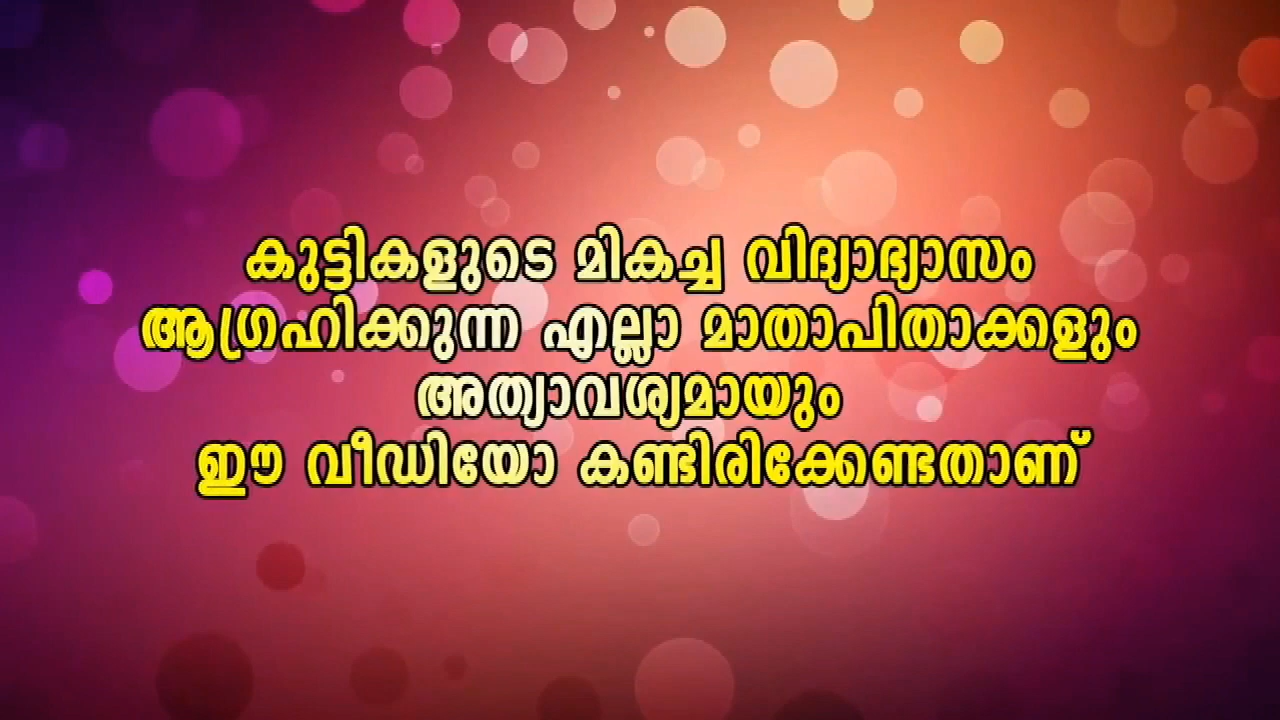 കുട്ടികളുടെ മികച്ച വിദ്യാഭ്യാസം
ആഗ്രഹിക്കുന്ന എല്ലാ മാതാപിതാക്കളും
അത്യാവശ്യമായും
ഈ വീഡിയോ കണ്ടിരിക്കേണ്ടതാണ്